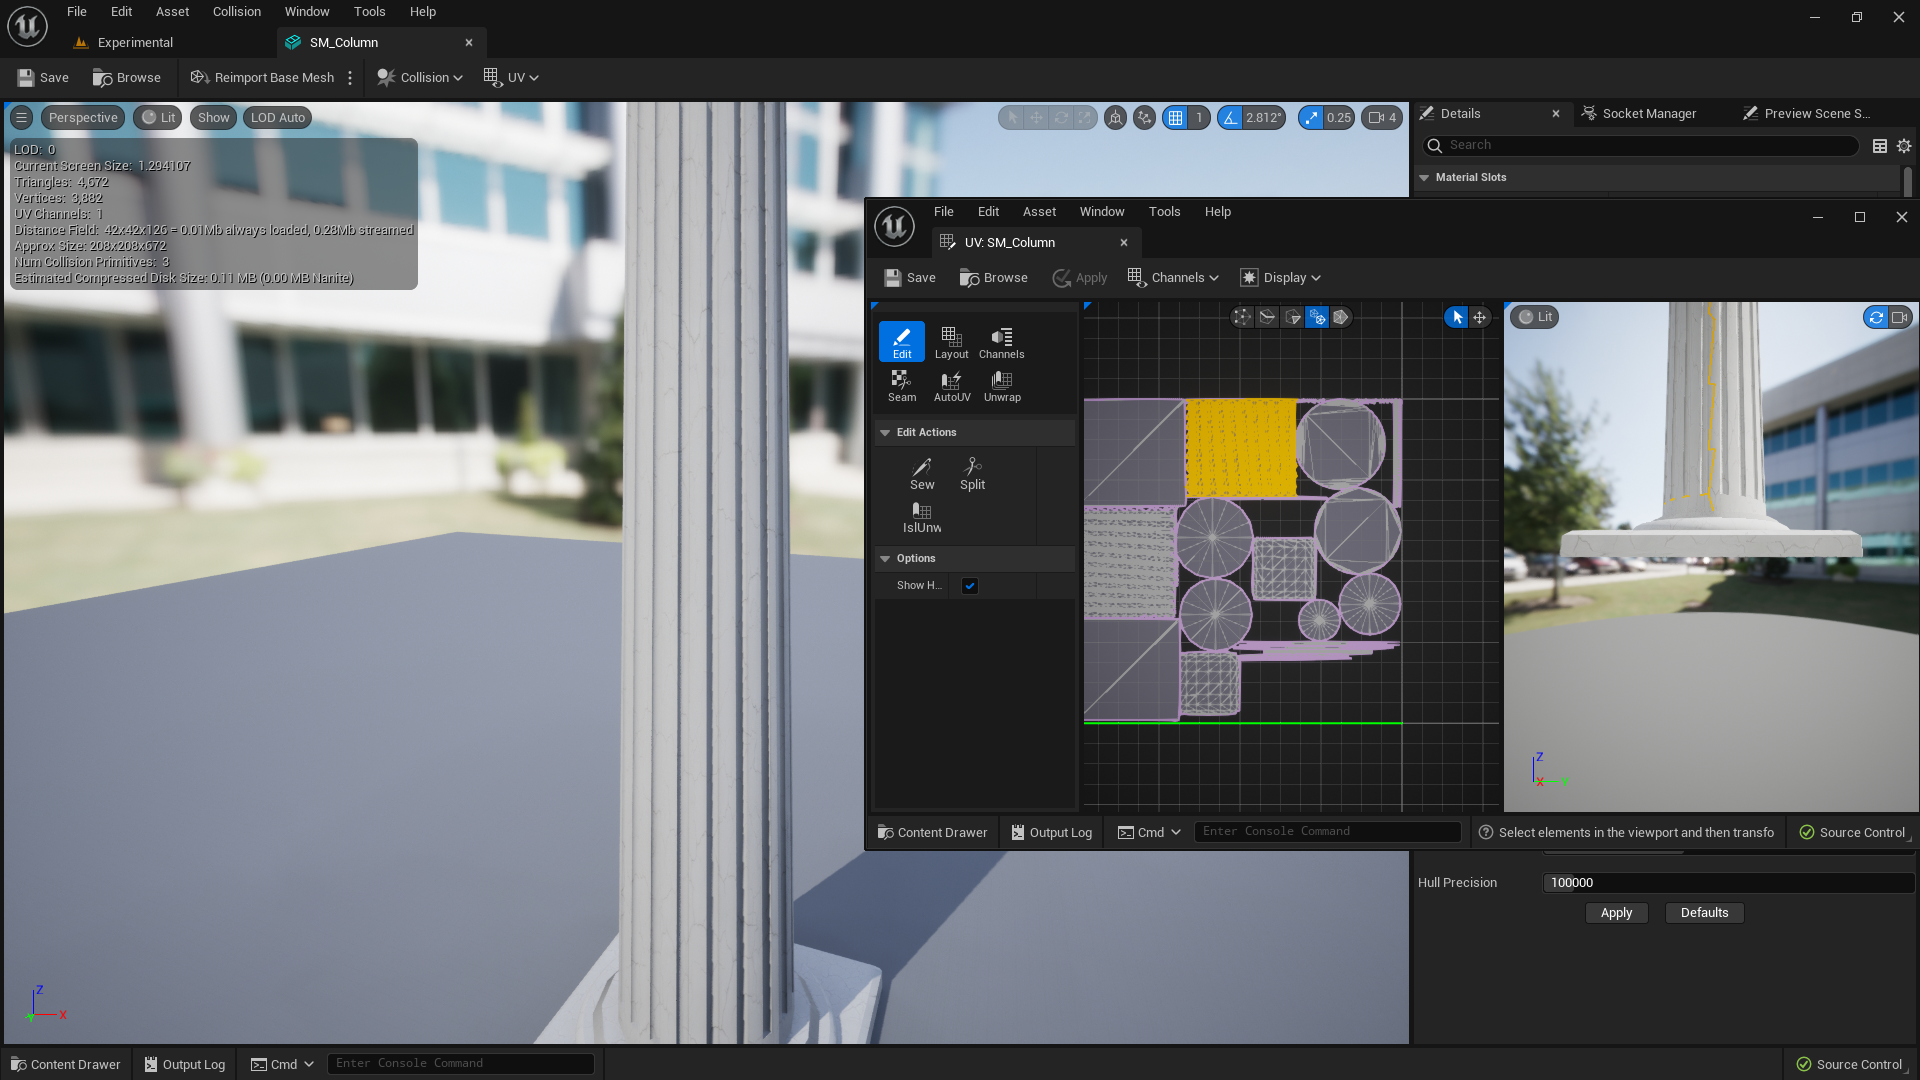 File Edit Asset Collision Window Tools Help
Experimental
SM_Column
Save Browse Reimport Base Mesh Collision UV
Perspective Lit Show LOD Auto
1 2.812° 0.25 4
LOD: 0
Current Screen Size: 1.294107
Triangles: 4,672
Vertices: 3,882
UV Channels: 1
Distance Field: 42x42x126 = 0.01Mb always loaded, 0.28Mb streamed
Approx Size: 208x208x672
Num Collision Primitives: 3
Estimated Compressed Disk Size: 0.11 MB (0.00 MB Nanite)
Details Socket Manager Preview Scene S...
Search
Material Slots
File Edit Asset Window Tools Help
UV: SM_Column
Save Browse Apply Channels Display
Edit Layout Channels
Seam AutoUV Unwrap
Edit Actions
Sew Split
IslUnw
Options
Show H...
Lit
Z
X
Content Drawer Output Log Cmd Enter Console Command Select elements in the viewport and then transfo Source Control
Hull Precision 100000
Apply Defaults
Z
X
Content Drawer Output Log Cmd Enter Console Command Source Control